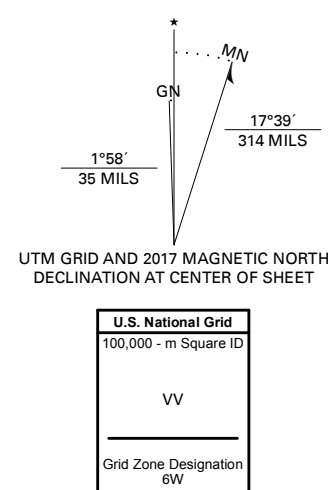 ★
MN
GN
17°39´
314 MILS
1°58´
35 MILS
UTM GRID AND 2017 MAGNETIC NORTH
DECLINATION AT CENTER OF SHEET
U.S. National Grid
100,000 - m Square ID
VV
Grid Zone Designation
6W